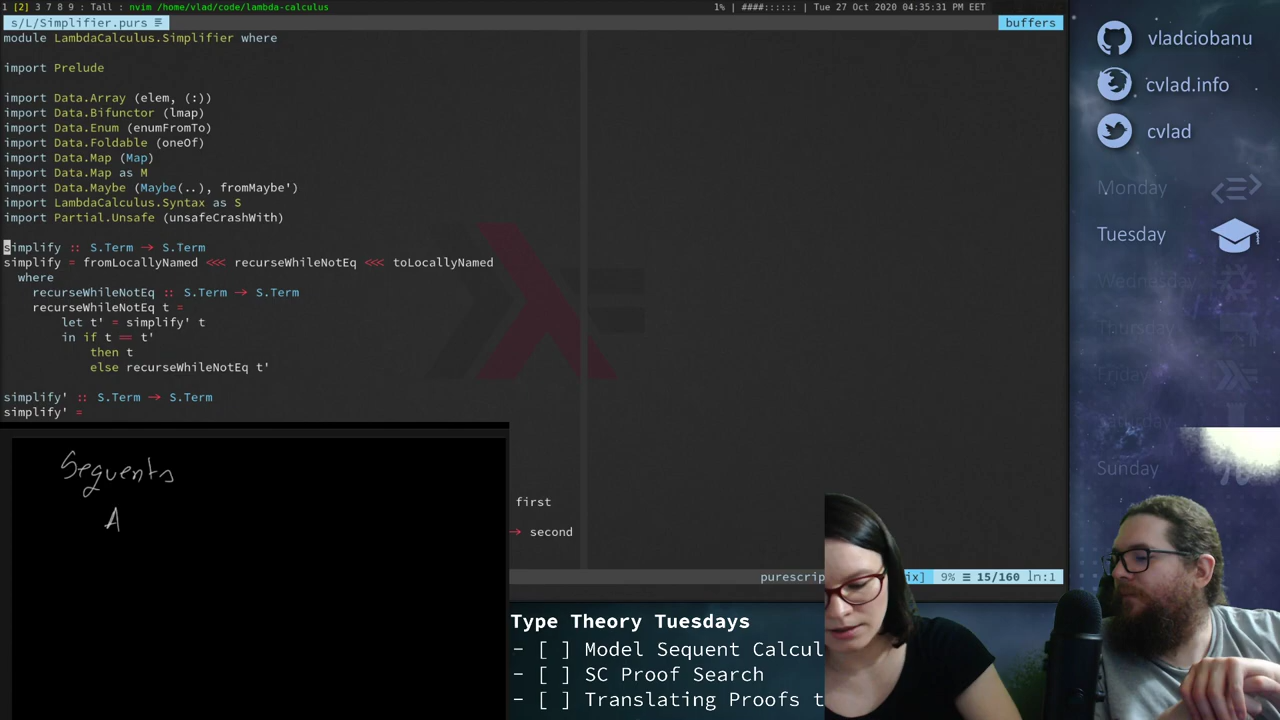 1 [2] 3 7 8 9 : Tall : nvim /home/vlad/code/lambda-calculus
1% | ####:::::: | Tue 27 Oct 2020 04:35:31 PM EET
s/L/Simplifier.purs
buffers
module LambdaCalculus.Simplifier where
import Prelude
import Data.Array (elem, (:))
import Data.Bifunctor (lmap)
import Data.Enum (enumFromTo)
import Data.Foldable (oneOf)
import Data.Map (Map)
import Data.Map as M
import Data.Maybe (Maybe(..), fromMaybe')
import LambdaCalculus.Syntax as S
import Partial.Unsafe (unsafeCrashWith)
simplify :: S.Term → S.Term
simplify = fromLocallyNamed <<< recurseWhileNotEq <<< toLocallyNamed
where
recurseWhileNotEq :: S.Term → S.Term
recurseWhileNotEq t =
let t' = simplify' t
in if t == t'
then t
else recurseWhileNotEq t'
simplify' :: S.Term → S.Term
simplify' =
first
→ second
purescrip
ix] 9% ≡ 15/160 ln:1
Sequents
A
Type Theory Tuesdays
- [ ] Model Sequent Calcul
- [ ] SC Proof Search
- [ ] Translating Proofs t
vladciobanu
cvlad.info
cvlad
Monday
Tuesday
Wednesday
Thursday
Friday
Sunday